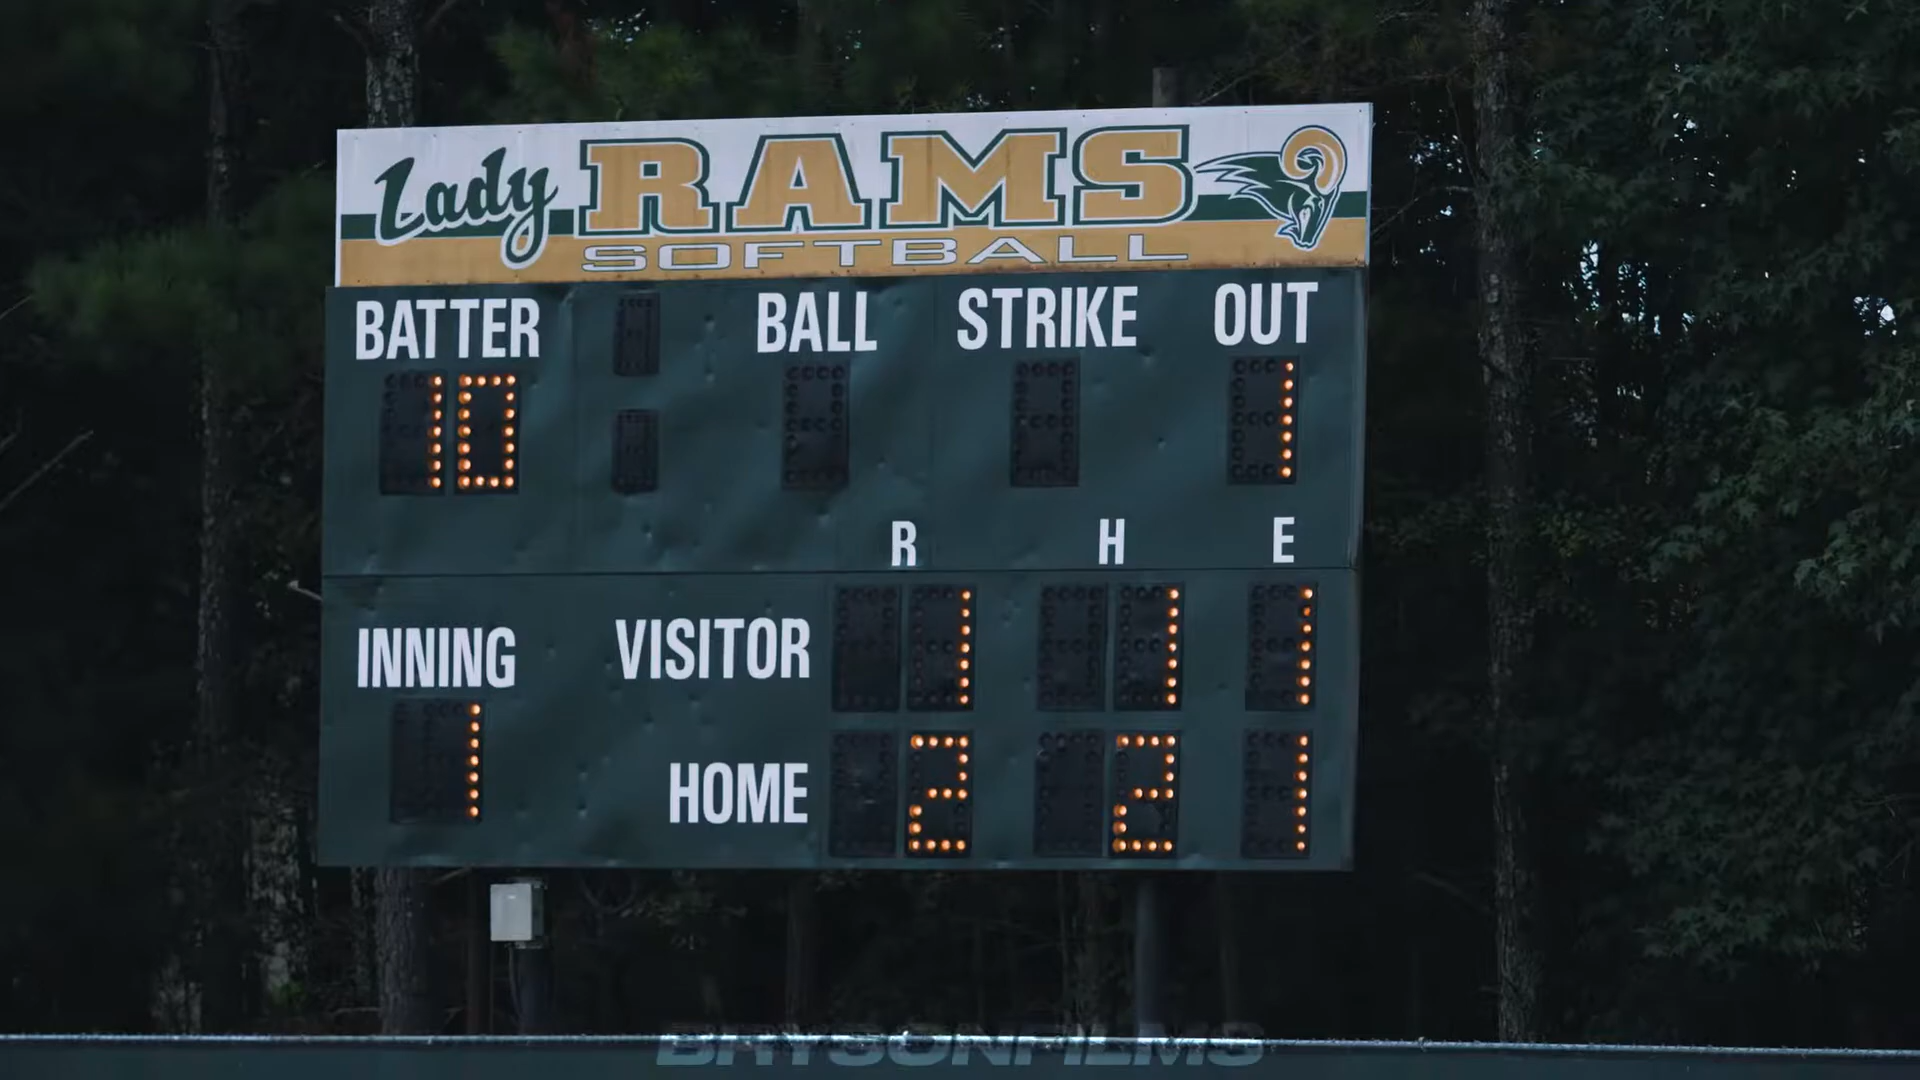 Lady RAMS
SOFTBALL
BATTER BALL STRIKE OUT
10 1
R H E
INNING VISITOR 1 1 1
1 HOME 2 2 1
BRYSONFILMS